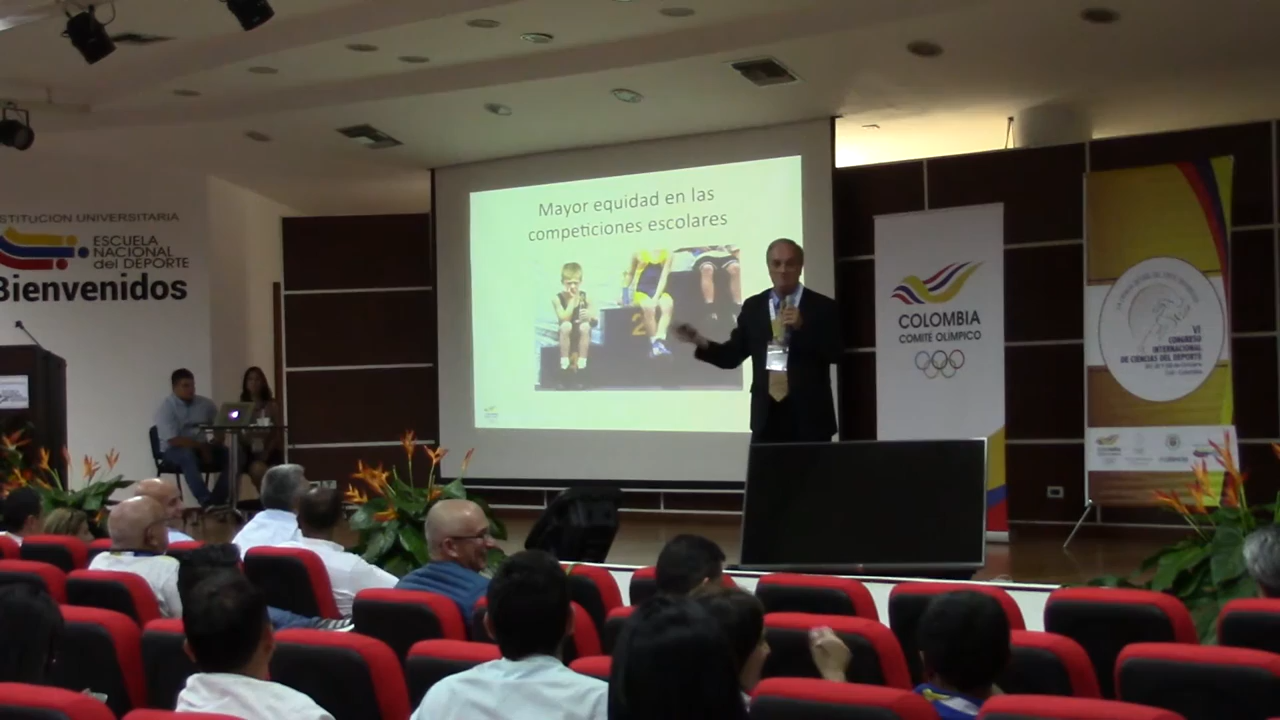 Mayor equidad en las
competiciones escolares
2
INSTITUCION UNIVERSITARIA
ESCUELA
NACIONAL
del DEPORTE
Bienvenidos
COLOMBIA
COMITE OLIMPICO
VI
CONGRESO
INTERNACIONAL
DE CIENCIAS DEL DEPORTE